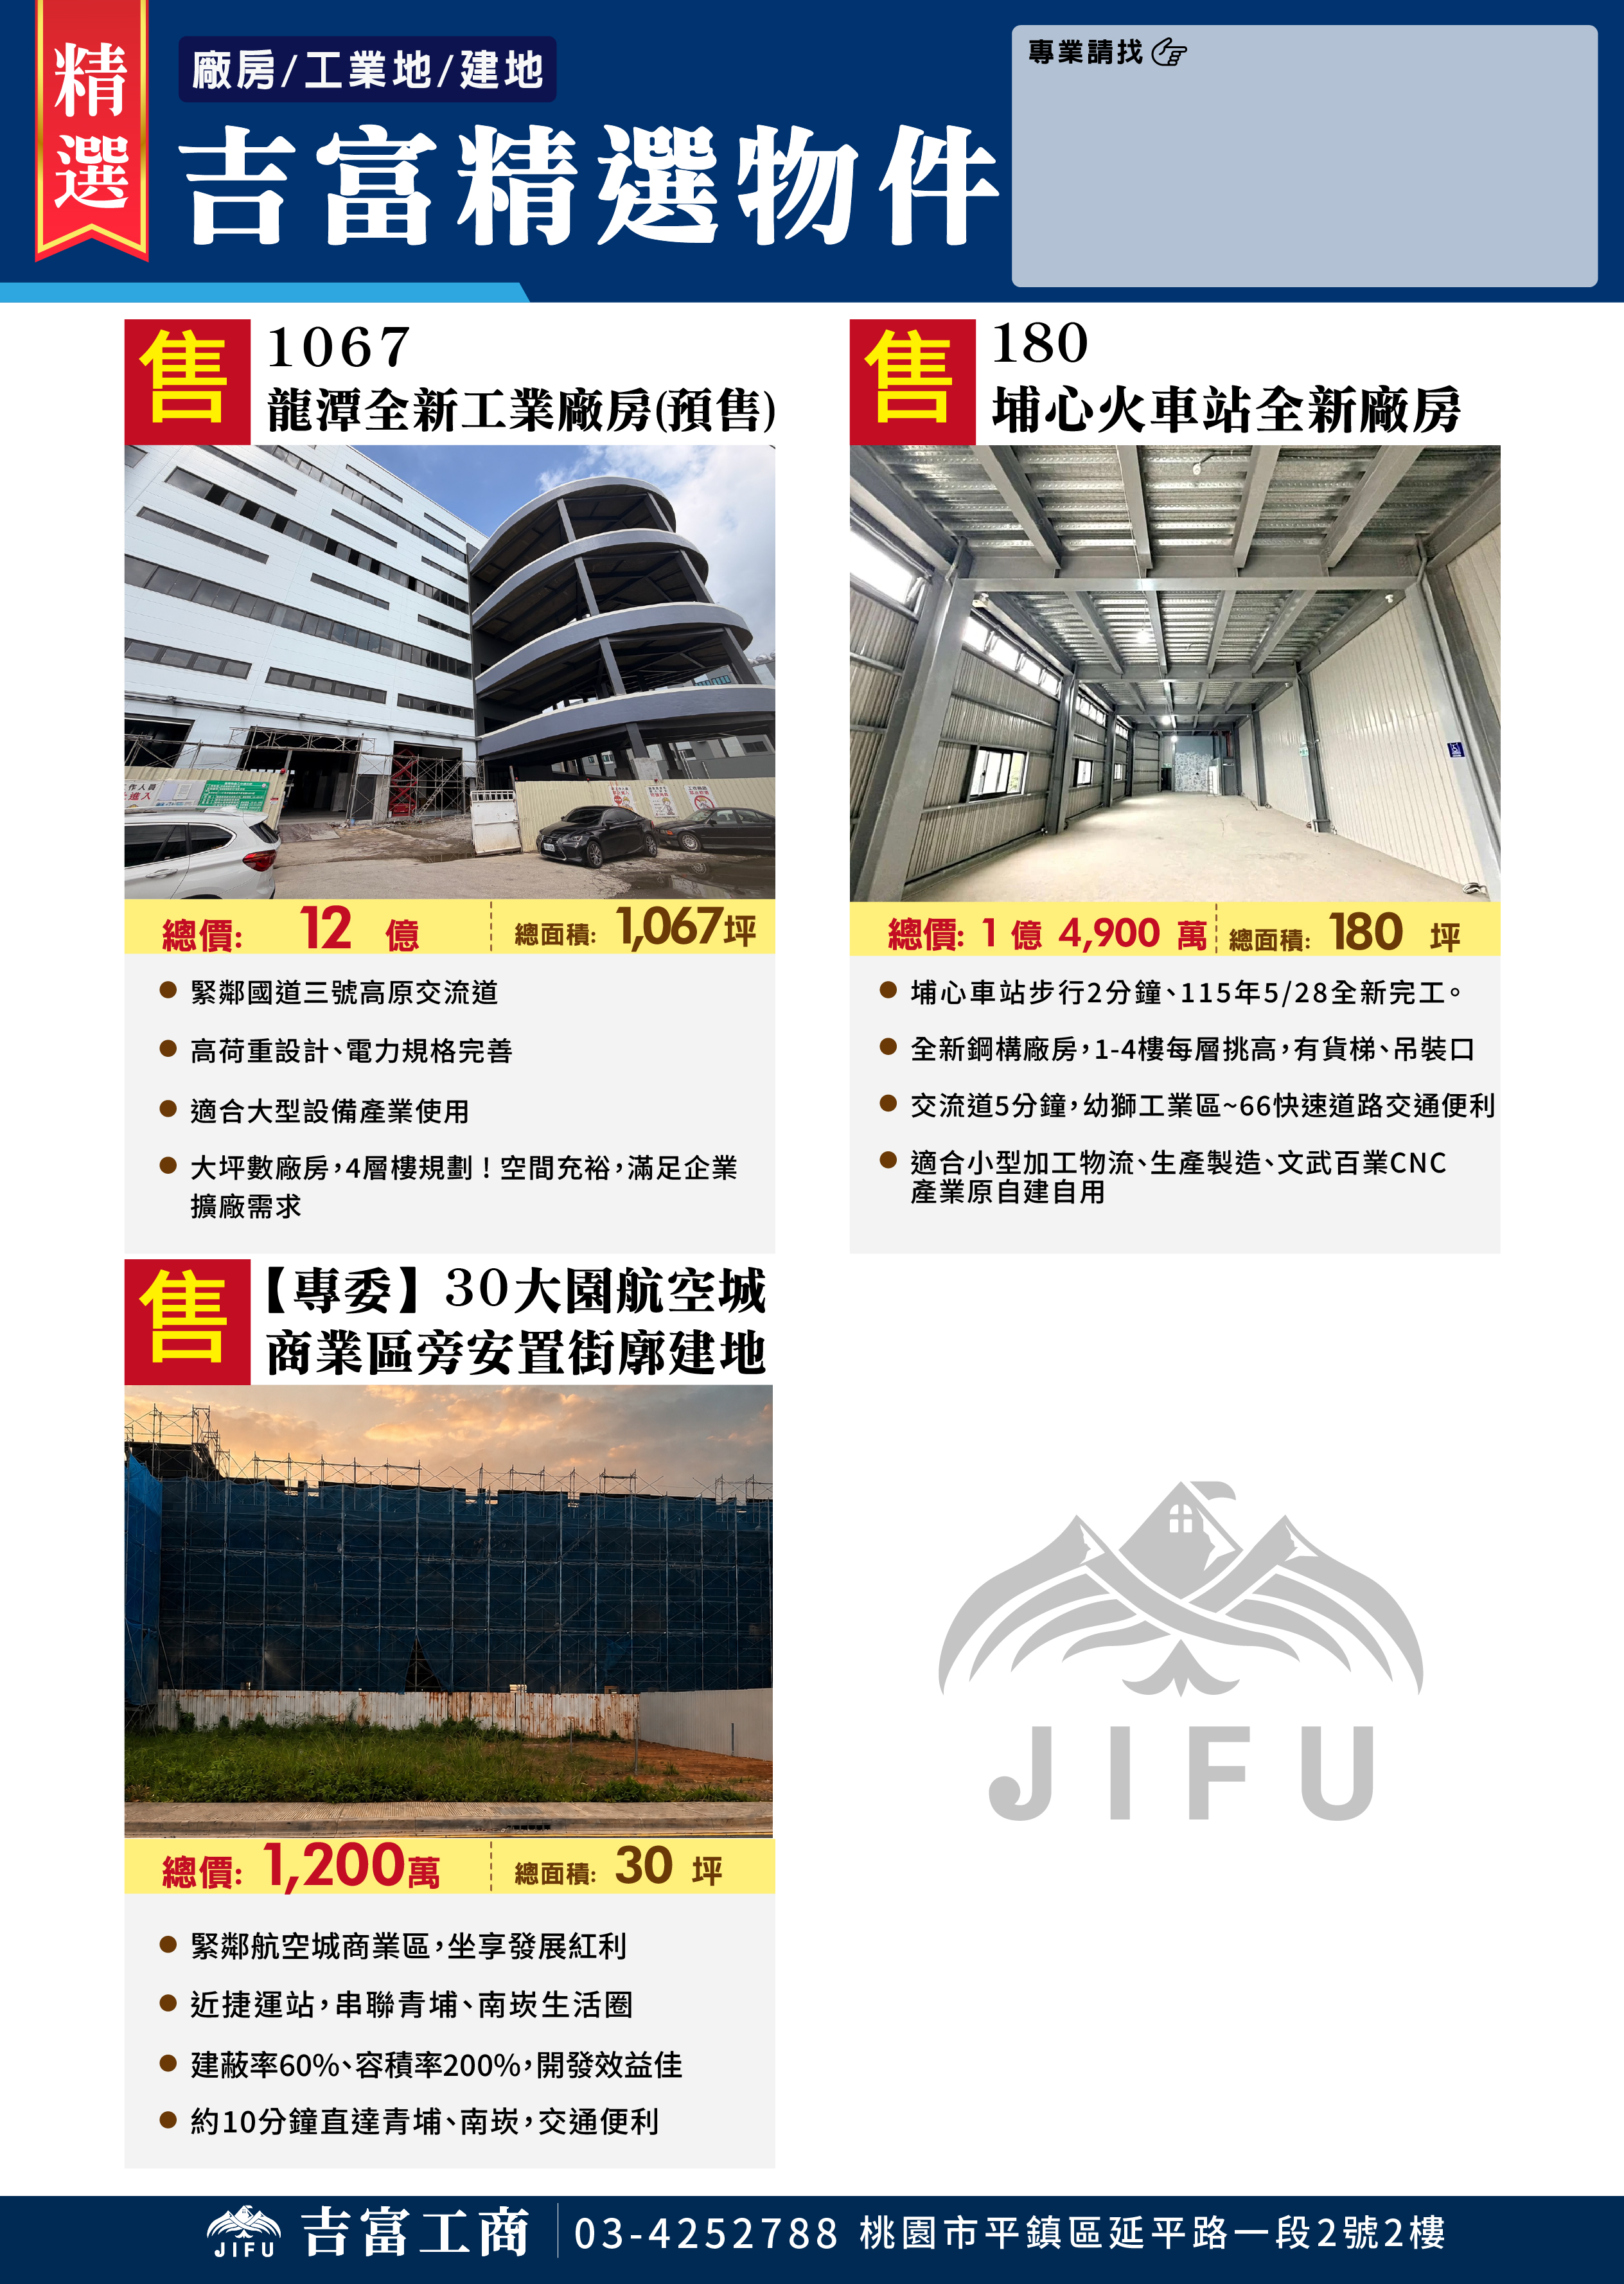 精選
廠房/工業地/建地
吉富精選物件
專業請找
售
1067
龍潭全新工業廠房(預售)
作人員
進入
總價: 12 億
總面積: 1,067坪
緊鄰國道三號高原交流道
高荷重設計、電力規格完善
適合大型設備產業使用
大坪數廠房,4層樓規劃!空間充裕,滿足企業
擴廠需求
售
180
埔心火車站全新廠房
總價: 1 億 4,900 萬
總面積: 180 坪
埔心車站步行2分鐘、115年5/28全新完工。
全新鋼構廠房,1-4樓每層挑高,有貨梯、吊裝口
交流道5分鐘,幼獅工業區~66快速道路交通便利
適合小型加工物流、生產製造、文武百業CNC
產業原自建自用
售
【專委】30大園航空城
商業區旁安置街廓建地
總價: 1,200萬
總面積: 30 坪
緊鄰航空城商業區,坐享發展紅利
近捷運站,串聯青埔、南崁生活圈
建蔽率60%、容積率200%,開發效益佳
約10分鐘直達青埔、南崁,交通便利
JIFU
JIFU
吉富工商
03-4252788 桃園市平鎮區延平路一段2號2樓